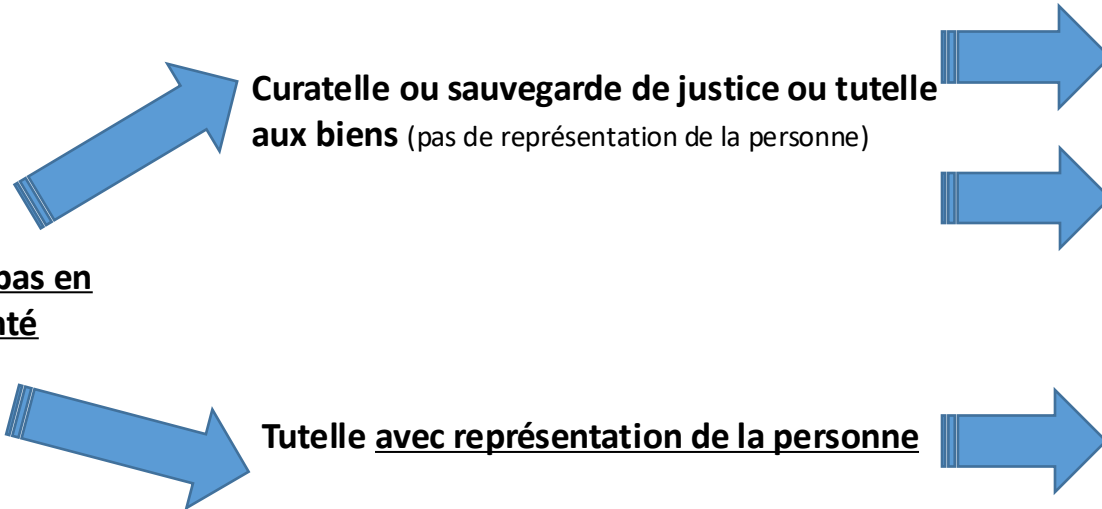 Curatelle ou sauvegarde de justice ou tutelle
aux biens (pas de représentation de la personne)
pas en
Tutelle avec représentation de la personne